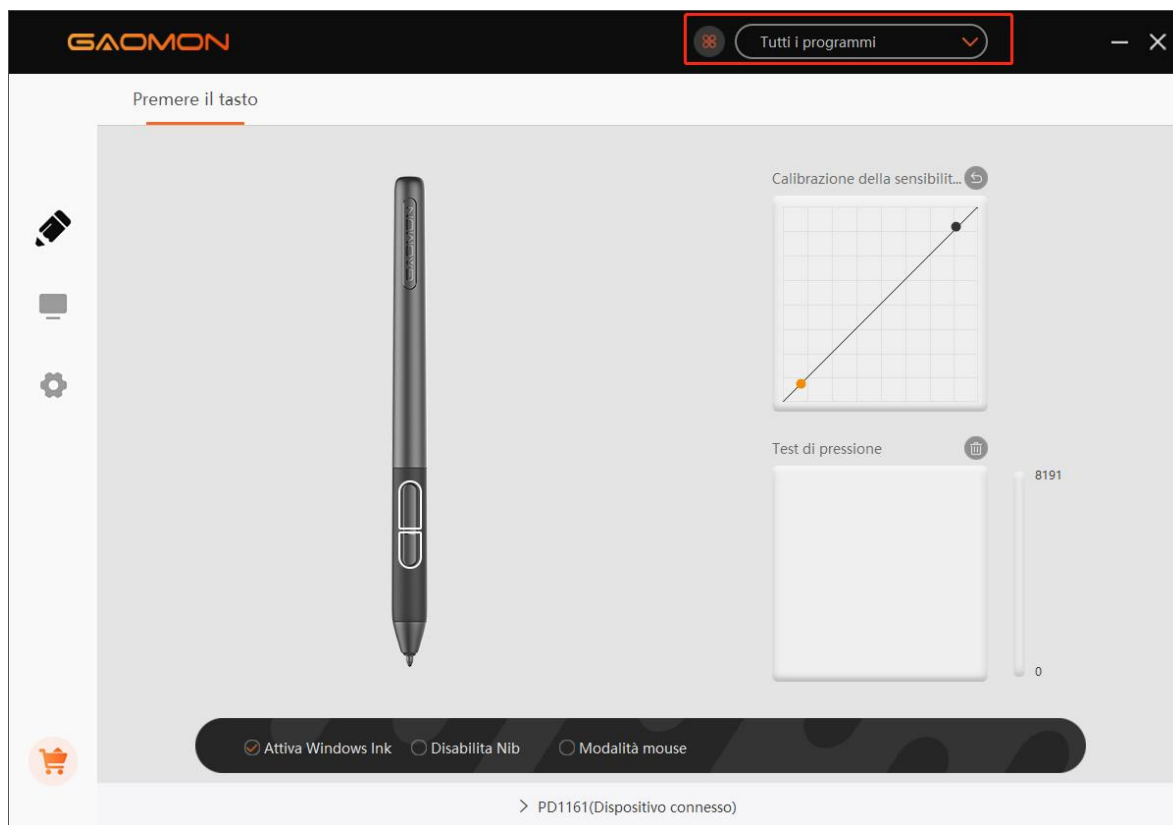 GAOMON
Tutti i programmi
Premere il tasto
GAOMON
Calibrazione della sensibilit...
Test di pressione
8191
0
Attiva Windows Ink Disabilita Nib Modalità mouse
PD1161(Dispositivo connesso)